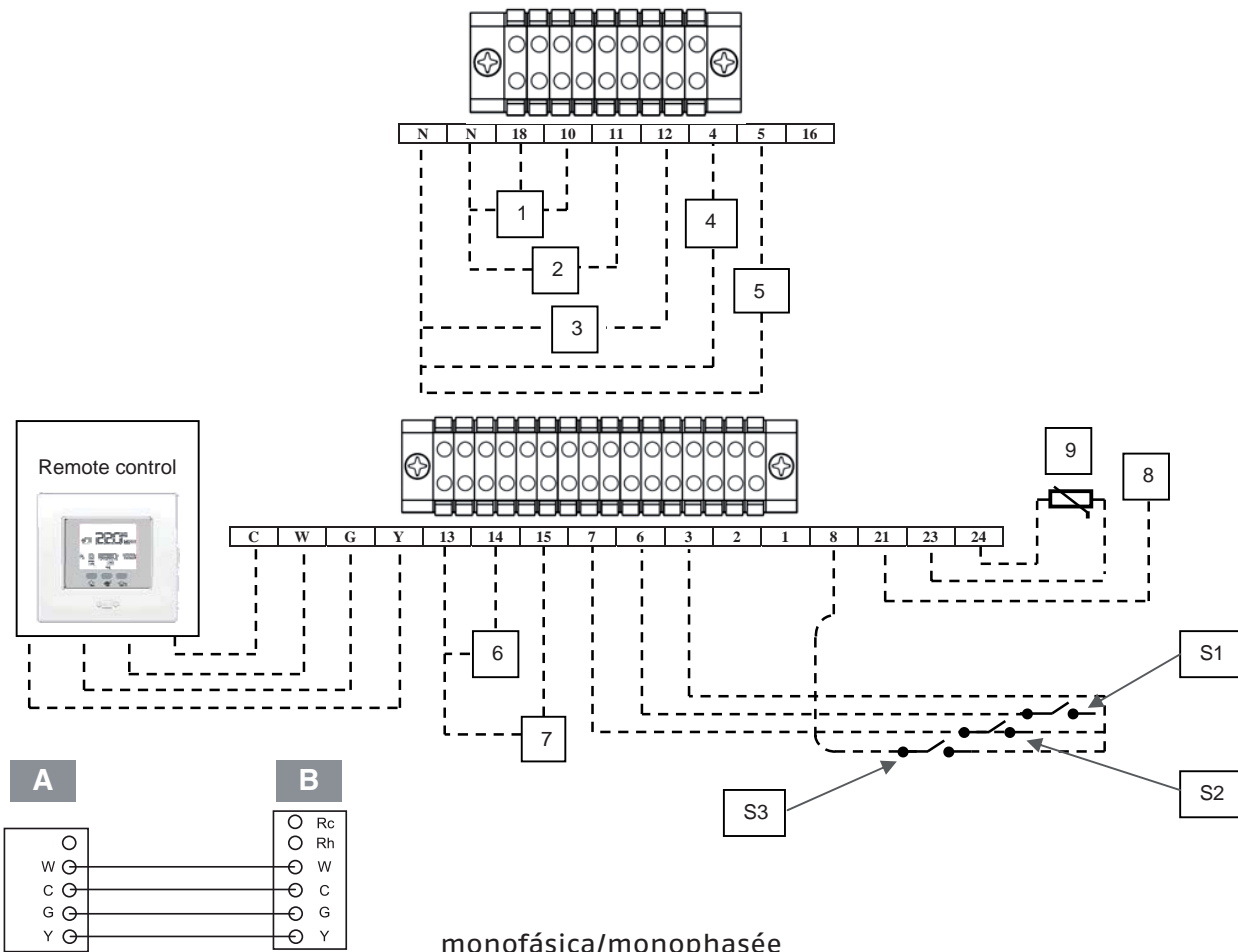 N N 18 10 11 12 4 5 16
1
4
2
5
3
Remote control
9
8
C W G Y 13 14 15 7 6 3 2 1 8 21 23 24
6
S1
7
S2
S3
A B
Rc
Rh
W W
C C
G G
Y Y
monofásica/monophasée